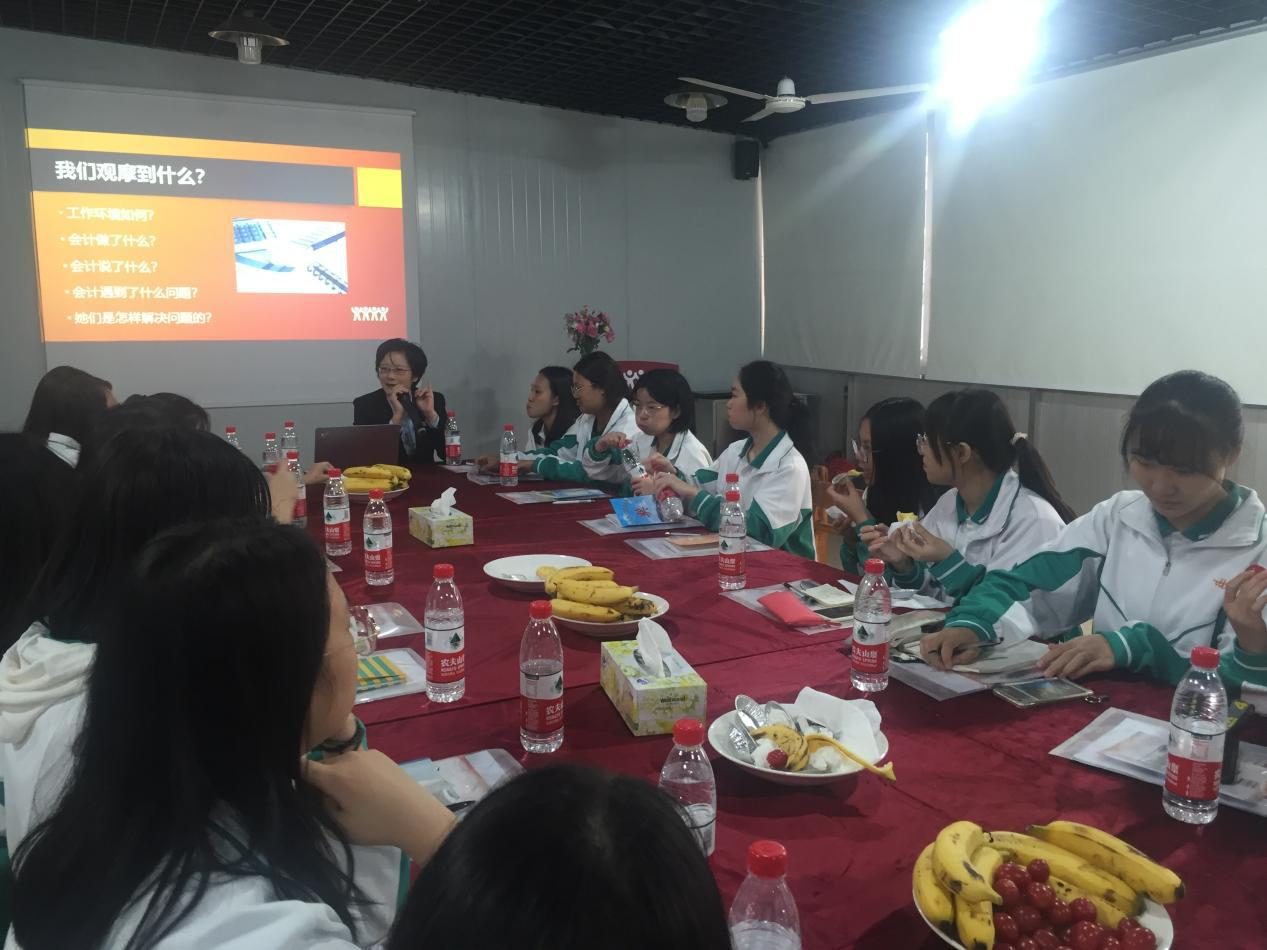 我们观摩到什么?
· 工作环境如何?
· 会计做了什么?
· 会计说了什么?
· 会计遇到了什么问题?
· 她们是怎样解决问题的?
农夫山泉
农夫山泉
农夫山泉